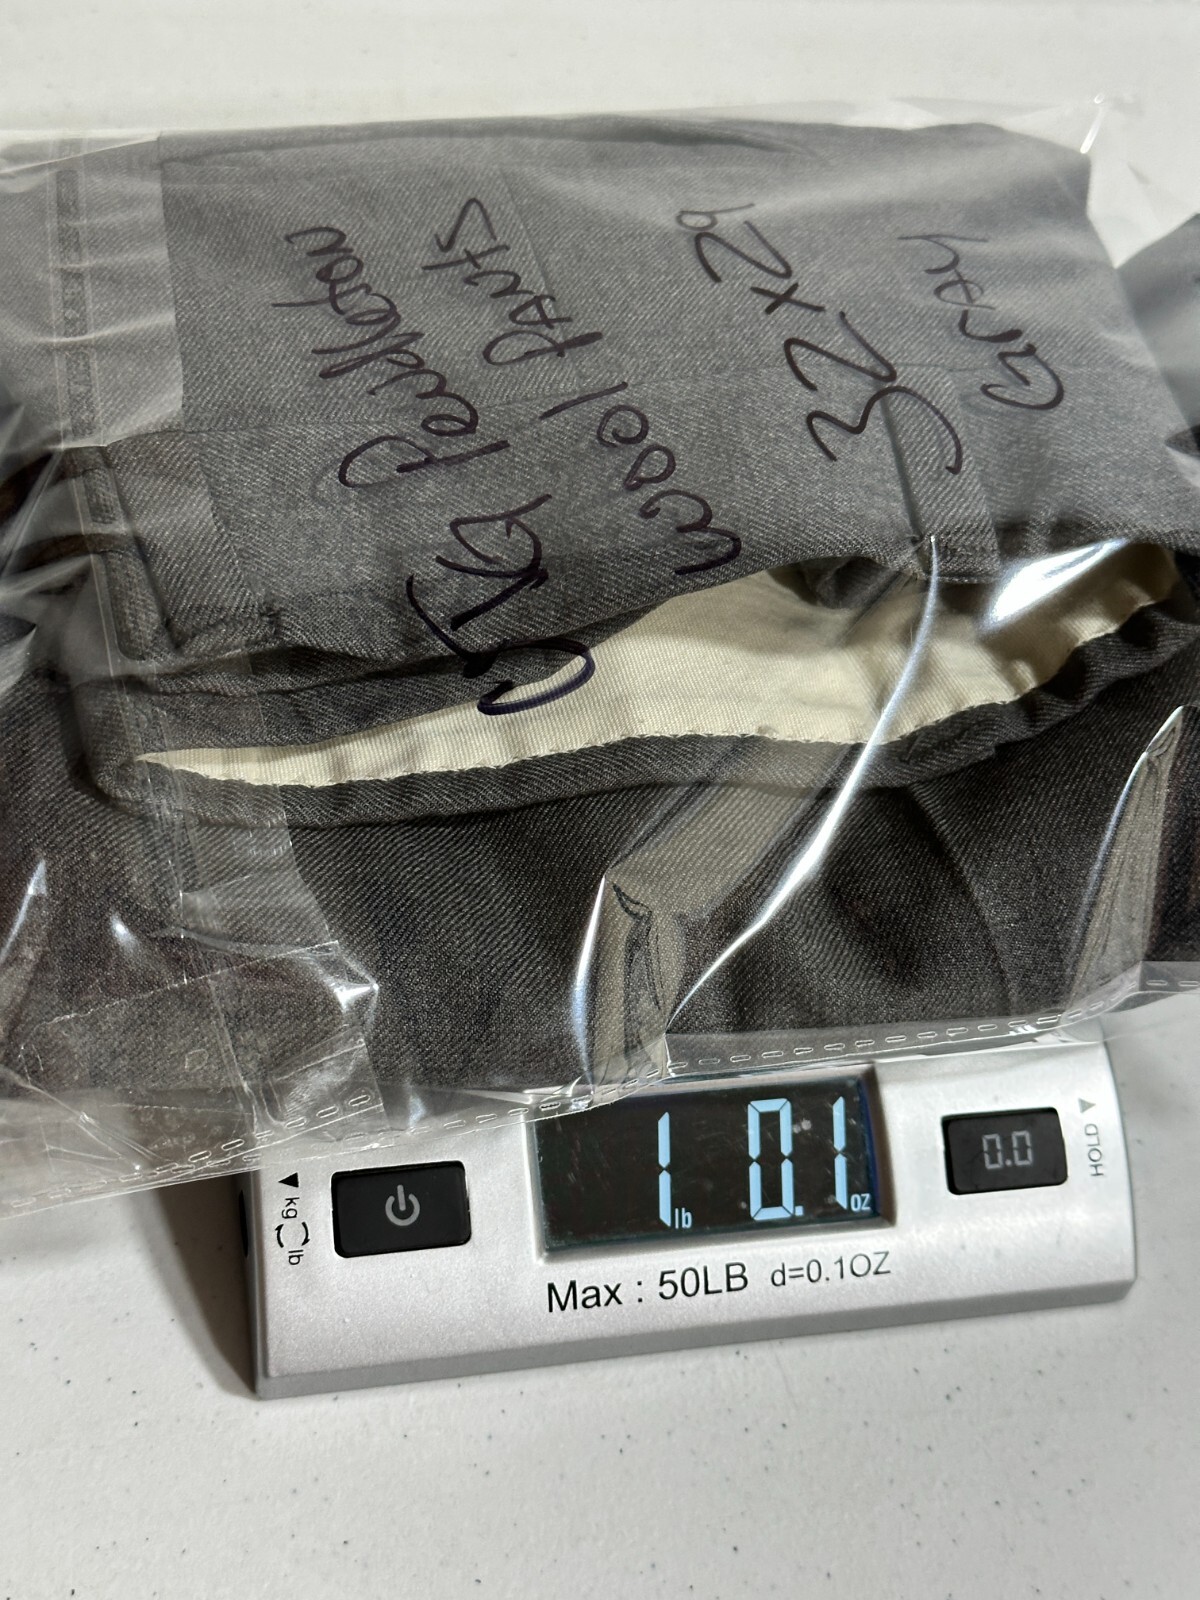 Pendleton
Wool Pants
32x29
Gray
1 lb 0.1 oz
0.0
▲ HOLD
▼ kg lb
Max : 50LB d=0.1OZ